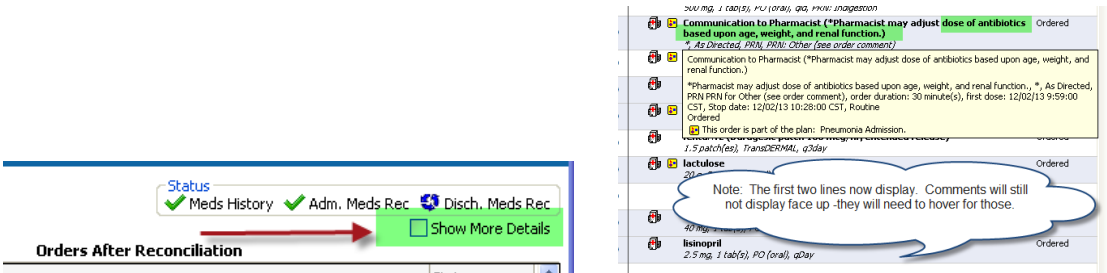 Status
Meds History Adm. Meds Rec Disch. Meds Rec
Show More Details
Orders After Reconciliation
500 mg, 1 tab(s), PO (oral), qid, PRN: Indigestion
Communication to Pharmacist (*Pharmacist may adjust dose of antibiotics Ordered
based upon age, weight, and renal function.)
*, As Directed, PRN, PRN: Other (see order comment)
Communication to Pharmacist (*Pharmacist may adjust dose of antibiotics based upon age, weight, and
renal function.)
*Pharmacist may adjust dose of antibiotics based upon age, weight, and renal function., *, As Directed,
PRN PRN for Other (see order comment), order duration: 30 minute(s), first dose: 12/02/13 9:59:00
CST, Stop date: 12/02/13 10:28:00 CST, Routine
Ordered
This order is part of the plan: Pneumonia Admission.
1.5 patch(es), TransDERMAL, q3day
lactulose Ordered
Note: The first two lines now display. Comments will still
not display face up -they will need to hover for those.
lisinopril Ordered
2.5 mg, 1 tab(s), PO (oral), qDay